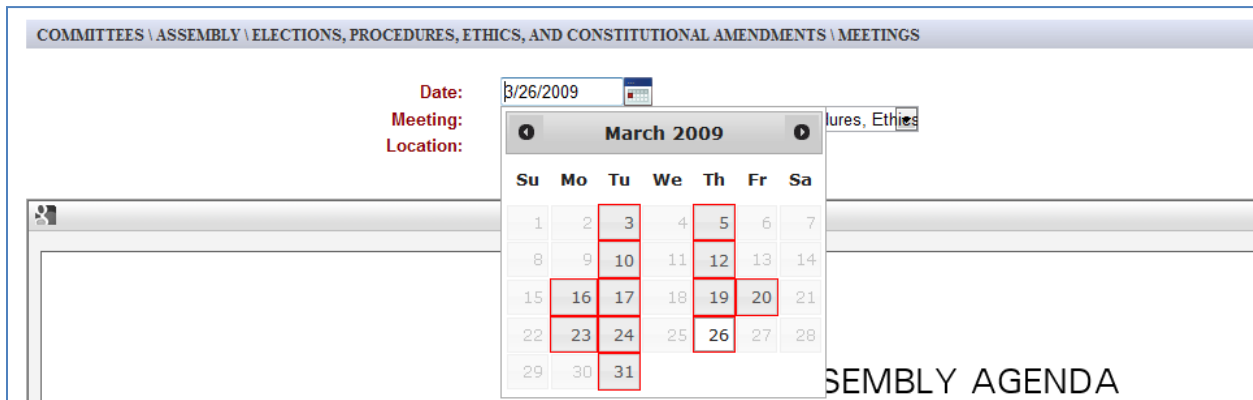 COMMITTEES \ ASSEMBLY \ ELECTIONS, PROCEDURES, ETHICS, AND CONSTITUTIONAL AMENDMENTS \ MEETINGS
Date: 3/26/2009
Meeting: lures, Ethics
Location:
March 2009
Su Mo Tu We Th Fr Sa
1 2 3 4 5 6 7
8 9 10 11 12 13 14
15 16 17 18 19 20 21
22 23 24 25 26 27 28
29 30 31
SEMBLY AGENDA